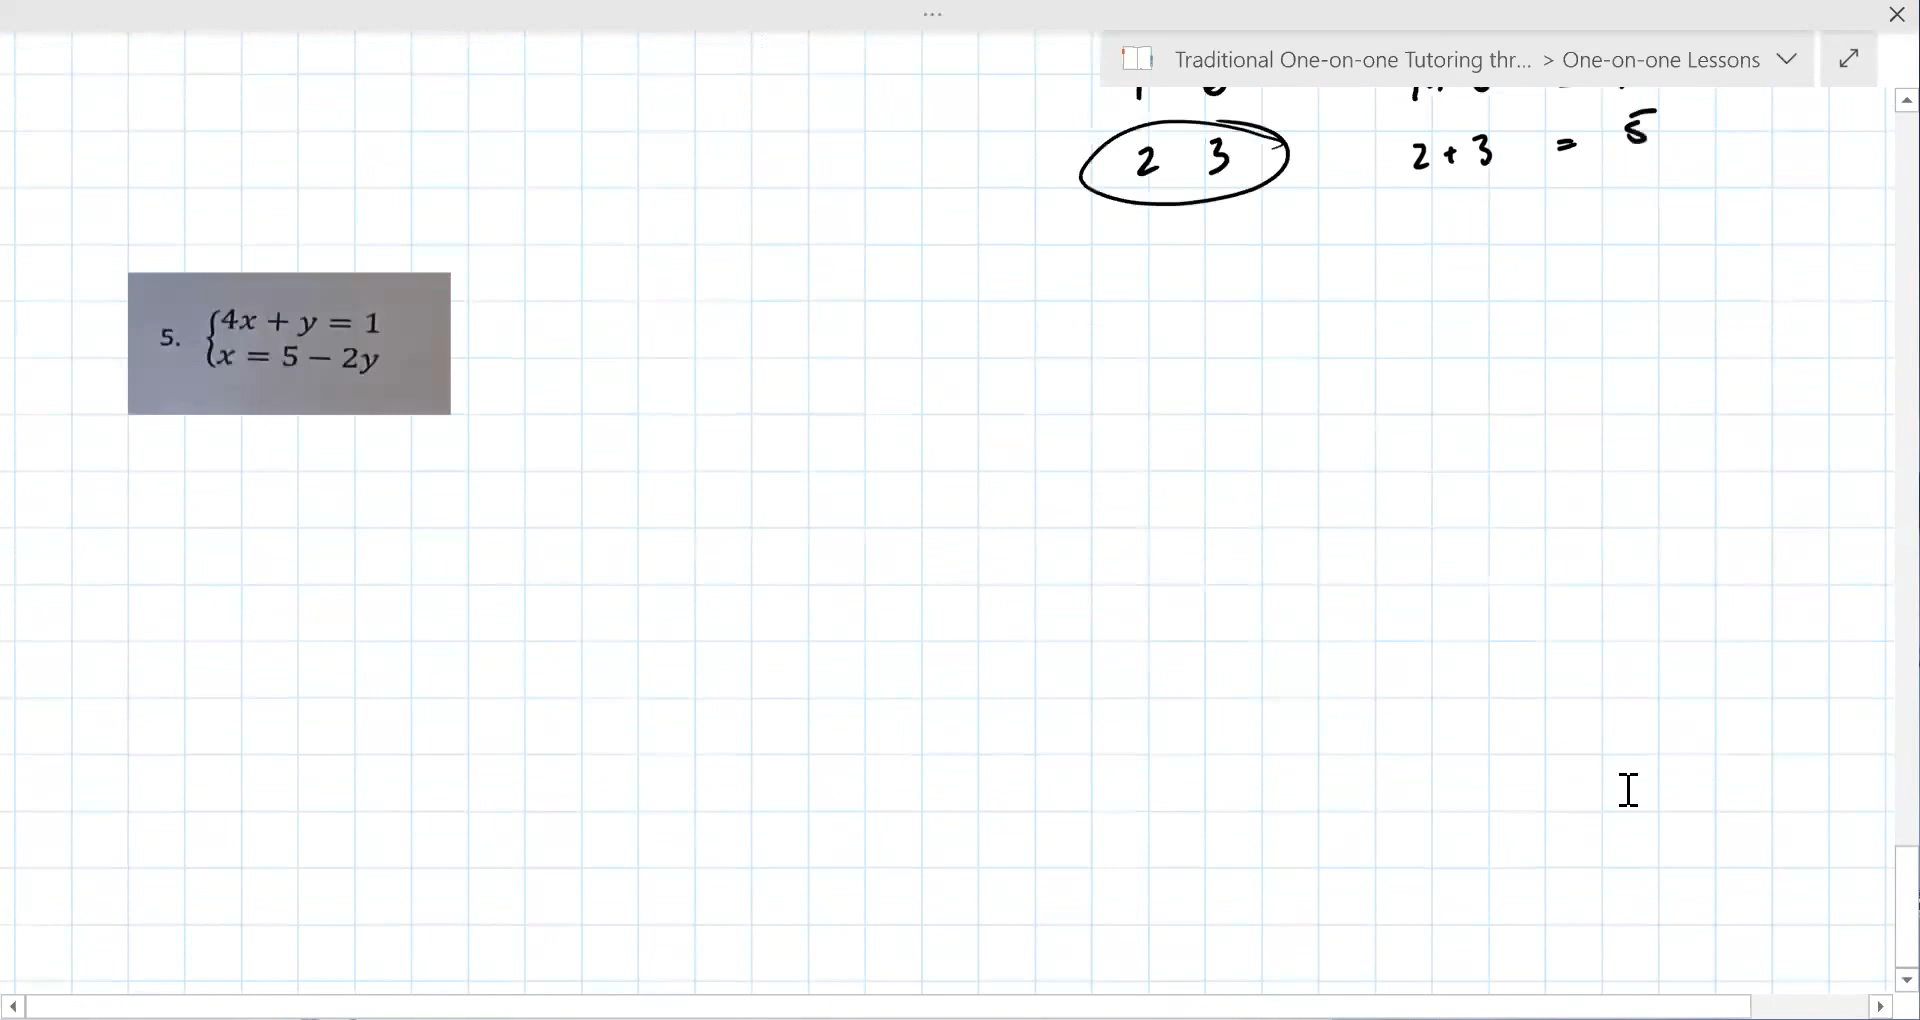 Traditional One-on-one Tutoring thr... > One-on-one Lessons
2 3 2 + 3 = 5
5. {4x + y = 1
x = 5 − 2y